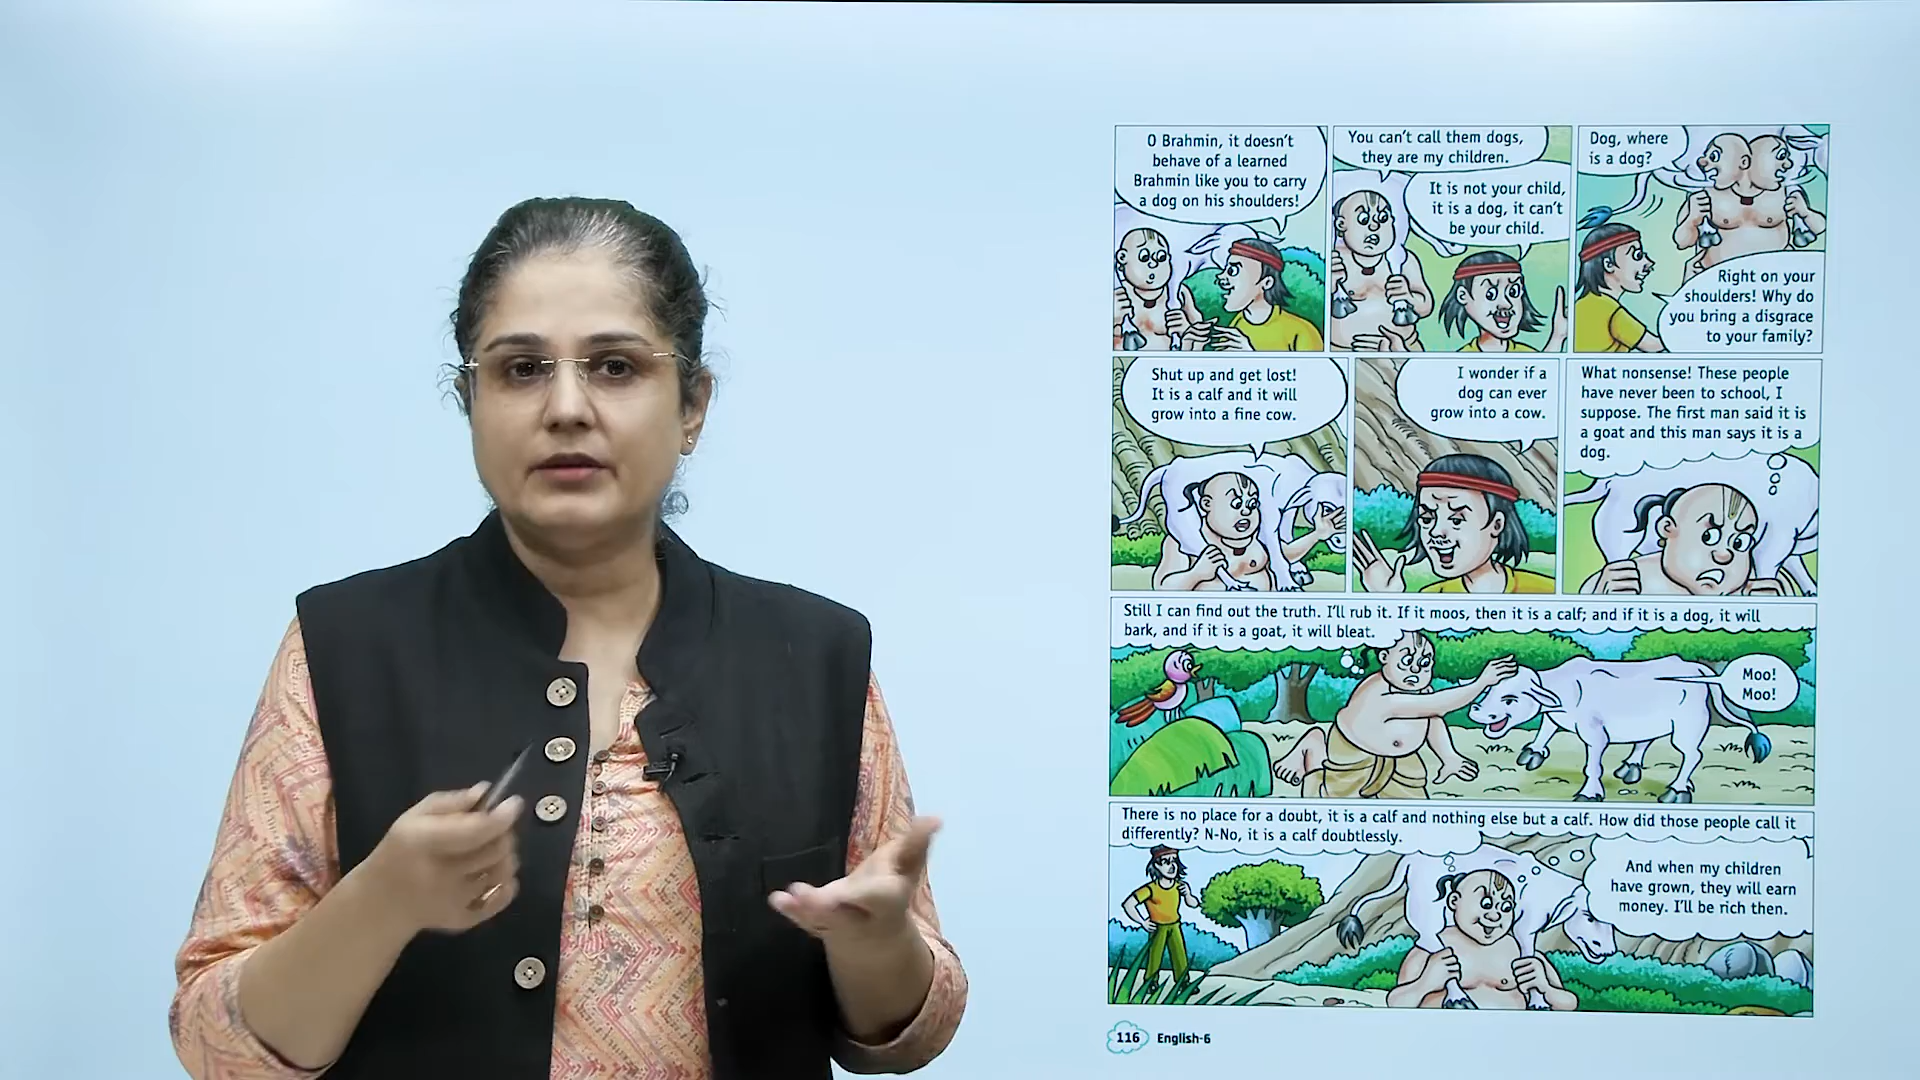 O Brahmin, it doesn't
behave of a learned
Brahmin like you to carry
a dog on his shoulders!
You can't call them dogs,
they are my children.
It is not your child,
it is a dog, it can't
be your child.
Dog, where
is a dog?
Right on your
shoulders! Why do
you bring a disgrace
to your family?
Shut up and get lost!
It is a calf and it will
grow into a fine cow.
I wonder if a
dog can ever
grow into a cow.
What nonsense! These people
have never been to school, I
suppose. The first man said it is
a goat and this man says it is a
dog.
Still I can find out the truth. I'll rub it. If it moos, then it is a calf; and if it is a dog, it will
bark, and if it is a goat, it will bleat.
Moo!
Moo!
There is no place for a doubt, it is a calf and nothing else but a calf. How did those people call it
differently? N-No, it is a calf doubtlessly.
And when my children
have grown, they will earn
money. I'll be rich then.
116 English-6